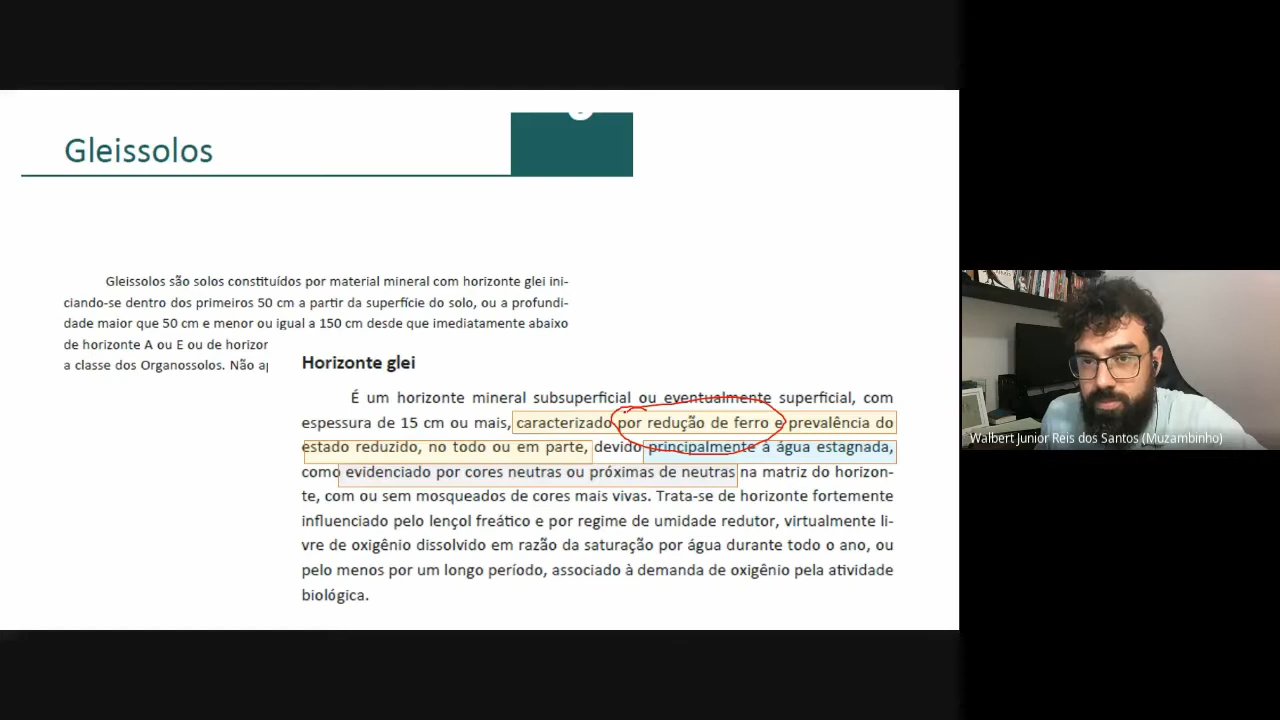 Gleissolos
Gleissolos são solos constituídos por material mineral com horizonte glei ini-
ciando-se dentro dos primeiros 50 cm a partir da superfície do solo, ou a profundi-
dade maior que 50 cm e menor ou igual a 150 cm desde que imediatamente abaixo
de horizonte A ou E ou de
a classe dos Organossolos. Não
Horizonte glei
É um horizonte mineral subsuperficial ou eventualmente superficial, com
espessura de 15 cm ou mais, caracterizado por redução de ferro e prevalência do
estado reduzido, no todo ou em parte, devido principalmente à água estagnada,
como evidenciado por cores neutras ou próximas de neutras na matriz do horizon-
te, com ou sem mosqueados de cores mais vivas. Trata-se de horizonte fortemente
influenciado pelo lençol freático e por regime de umidade redutor, virtualmente li-
vre de oxigênio dissolvido em razão da saturação por água durante todo o ano, ou
pelo menos por um longo período, associado à demanda de oxigênio pela atividade
biológica.
Walbert Junior Reis dos Santos (Muzambinho)